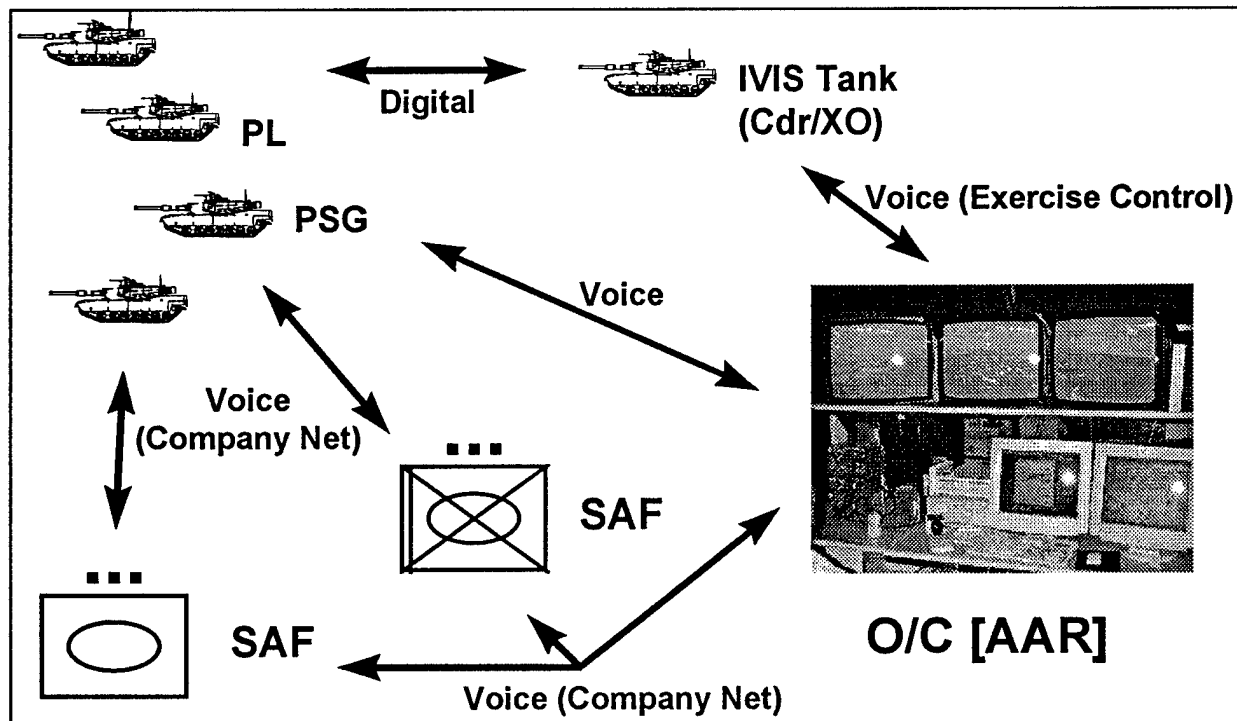 Digital
IVIS Tank
(Cdr/XO)
PL
Voice (Exercise Control)
PSG
Voice
Voice
(Company Net)
SAF
SAF
O/C [AAR]
Voice (Company Net)